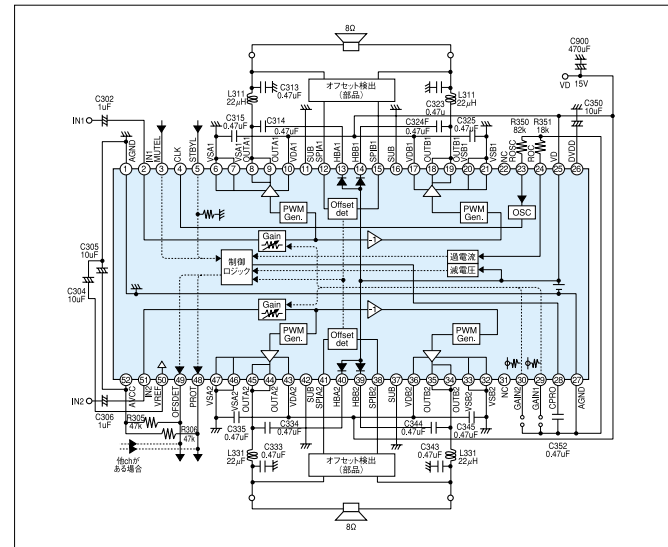 8Ω
C900
470uF
VD 15V
C302
1uF
IN1
L311
22μH
C313
0.47uF
オフセット検出
(部品)
L311
22μH
C323
0.47u
C315
0.47uF
C314
0.47uF
C324F
0.47uF
C325
0.47uF
R350
82k
R351
18k
C350
10uF
AGND
IN1
MUTEL
CLK
STBYL
VSA1
VSA1
OUTA1
OUTA1
VDA1
SUB
SPIA1
HBA1
HBB1
SPIB1
SUB
VDB1
OUTB1
OUTB1
VSB1
VSB1
NC
ROSC
ROC
VD
DVDD
1 2 3 4 5 6 7 8 9 10 11 12 13 14 15 16 17 18 19 20 21 22 23 24 25 26
PWM
Gen.
Offset
det
PWM
Gen.
OSC
Gain
-1
制御
ロジック
過電流
減電圧
C305
10uF
C304
10uF
Gain
-1
PWM
Gen.
Offset
det
PWM
Gen.
52 51 50 49 48 47 46 45 44 43 42 41 40 39 38 37 36 35 34 33 32 31 30 29 28 27
AVCC
IN2
VREF
OFSDET
PROT
VSA2
VSA2
OUTA2
OUTA2
VDA2
SUB
SPIA2
HBA2
HBB2
SPIB2
SUB
VDB2
OUTB2
OUTB2
VSB2
VSB2
NC
GAIN2
GAIN1
CPRO
AGND
IN2
C306
1uF
R305
47k
R306
47k
他chが
ある場合
C335
0.47uF
C334
0.47uF
C344
0.47uF
C345
0.47uF
C352
0.47uF
L331
22μF
C333
0.47uF
オフセット検出
(部品)
C343
0.47uF
L331
22μH
8Ω